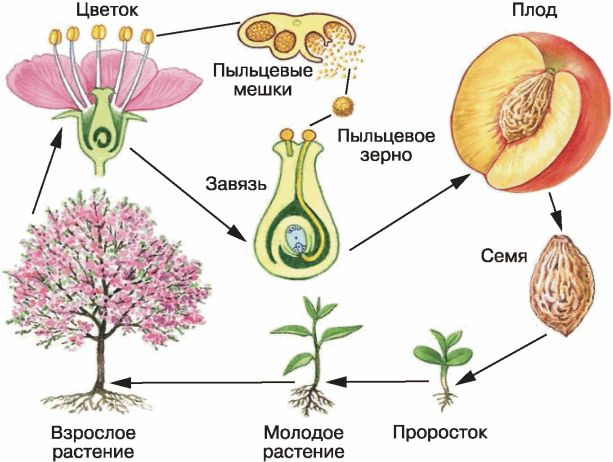 Цветок
Плод
Пыльцевые
мешки
Пыльцевое
зерно
Завязь
Семя
Взрослое
растение
Молодое
растение
Проросток